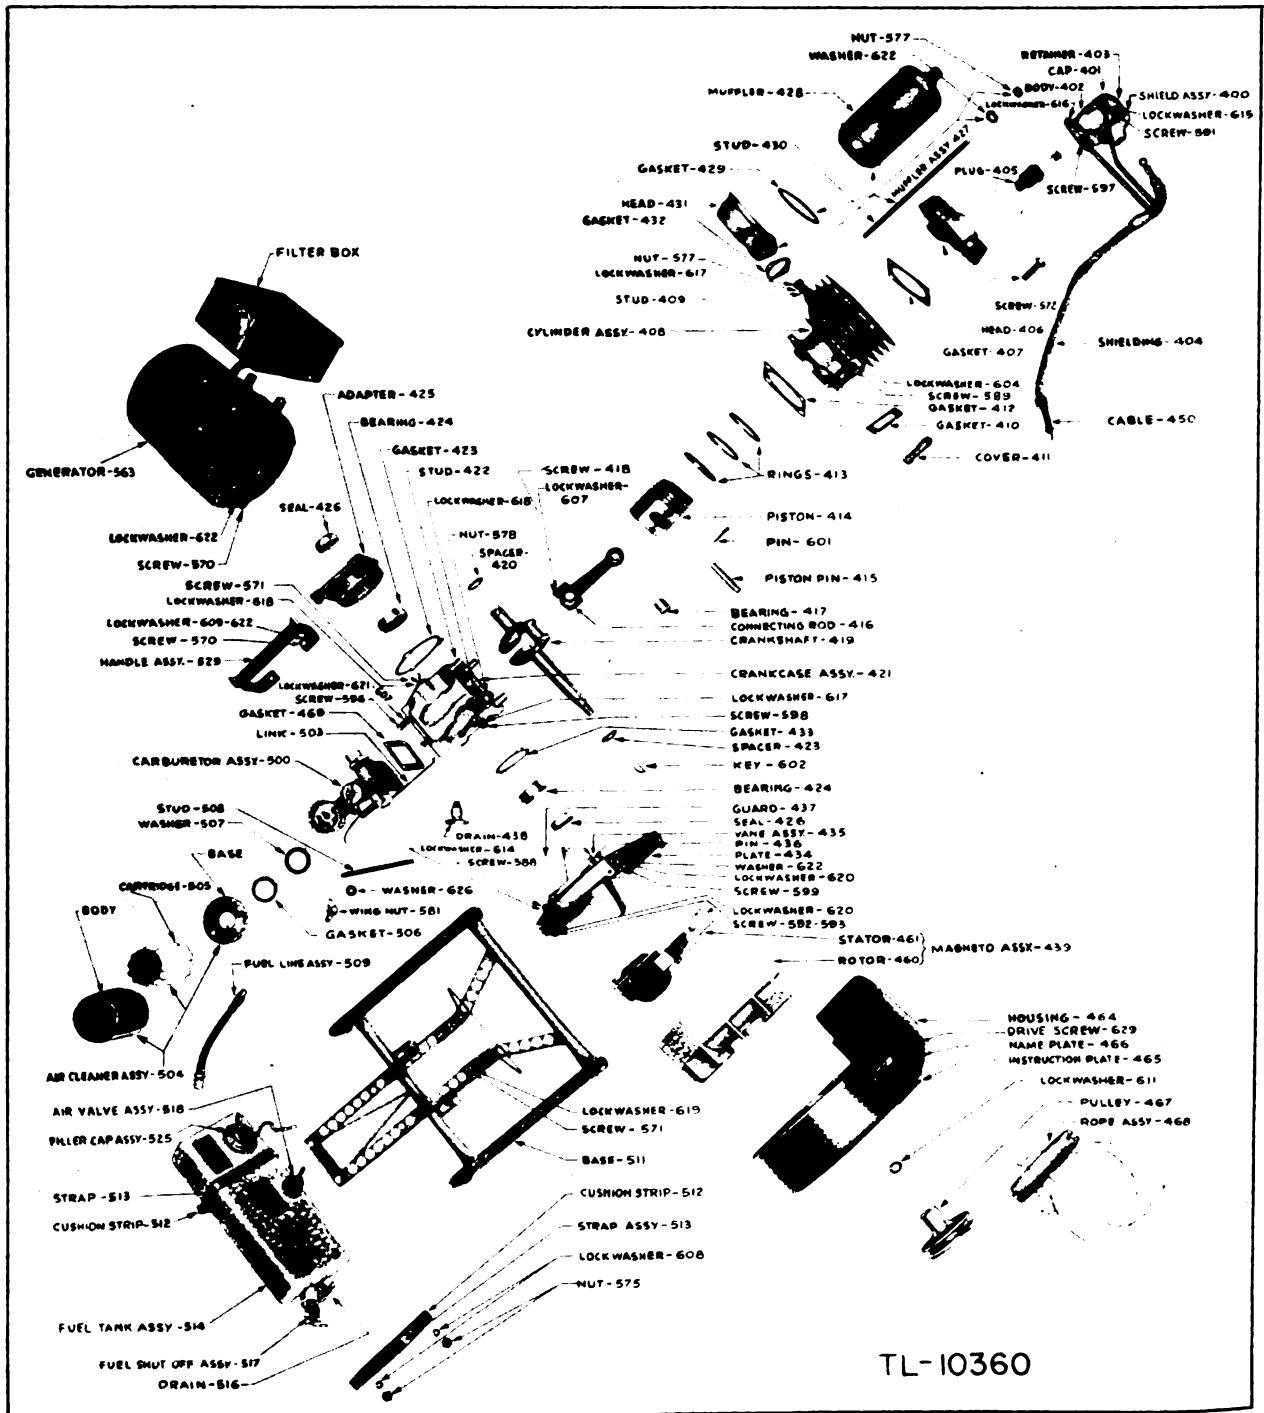 NUT-577
WASHER-622
MUFFLER-428
RETAINER-403
CAP-401
BODY-402
LOCKWASHER-616
SHIELD ASSY-400
LOCKWASHER-615
SCREW-591
STUD-430
MUFFLER ASSY 427
GASKET-429
PLUG-405
SCREW-597
HEAD-431
GASKET-432
NUT-577
LOCKWASHER-617
STUD-409
CYLINDER ASSY-408
SCREW-572
HEAD-406
GASKET-407
SHIELDING-404
LOCKWASHER-604
SCREW-589
GASKET-412
GASKET-410
CABLE-450
COVER-411
FILTER BOX
GENERATOR-563
ADAPTER-425
BEARING-424
GASKET-423
STUD-422
LOCKWASHER-618
SCREW-418
LOCKWASHER-607
RINGS-413
SEAL-426
NUT-578
SPACER-420
PISTON-414
PIN-601
LOCKWASHER-622
SCREW-570
PISTON PIN-415
SCREW-571
LOCKWASHER-618
LOCKWASHER-609-622
SCREW-570
HANDLE ASSY.-529
BEARING-417
CONNECTING ROD-416
CRANKSHAFT-419
CRANKCASE ASSY.-421
LOCKWASHER-621
SCREW-596
GASKET-469
LINK-503
CARBURETOR ASSY-500
LOCKWASHER-617
SCREW-598
GASKET-433
SPACER-423
KEY-602
BEARING-424
STUD-508
WASHER-507
DRAIN-438
LOCKWASHER-614
SCREW-588
GUARD-437
SEAL-426
VANE ASSY-435
PIN-436
PLATE-434
WASHER-622
LOCKWASHER-620
SCREW-599
LOCKWASHER-620
SCREW-592-593
BASE
CARTRIDGE-505
BODY
WASHER-626
WING NUT-581
GASKET-506
FUEL LINE ASSY-509
STATOR-461
ROTOR-460
MAGNETO ASSY.-439
AIR CLEANER ASSY-504
AIR VALVE ASSY-518
FILLER CAP ASSY-525
HOUSING-464
DRIVE SCREW-629
NAME PLATE-466
INSTRUCTION PLATE-465
LOCKWASHER-611
PULLEY-467
ROPE ASSY-468
LOCKWASHER-619
SCREW-571
BASE-511
STRAP-513
CUSHION STRIP-512
CUSHION STRIP-512
STRAP ASSY-513
LOCKWASHER-608
NUT-575
FUEL TANK ASSY-514
FUEL SHUT OFF ASSY-517
DRAIN-516
TL-10360